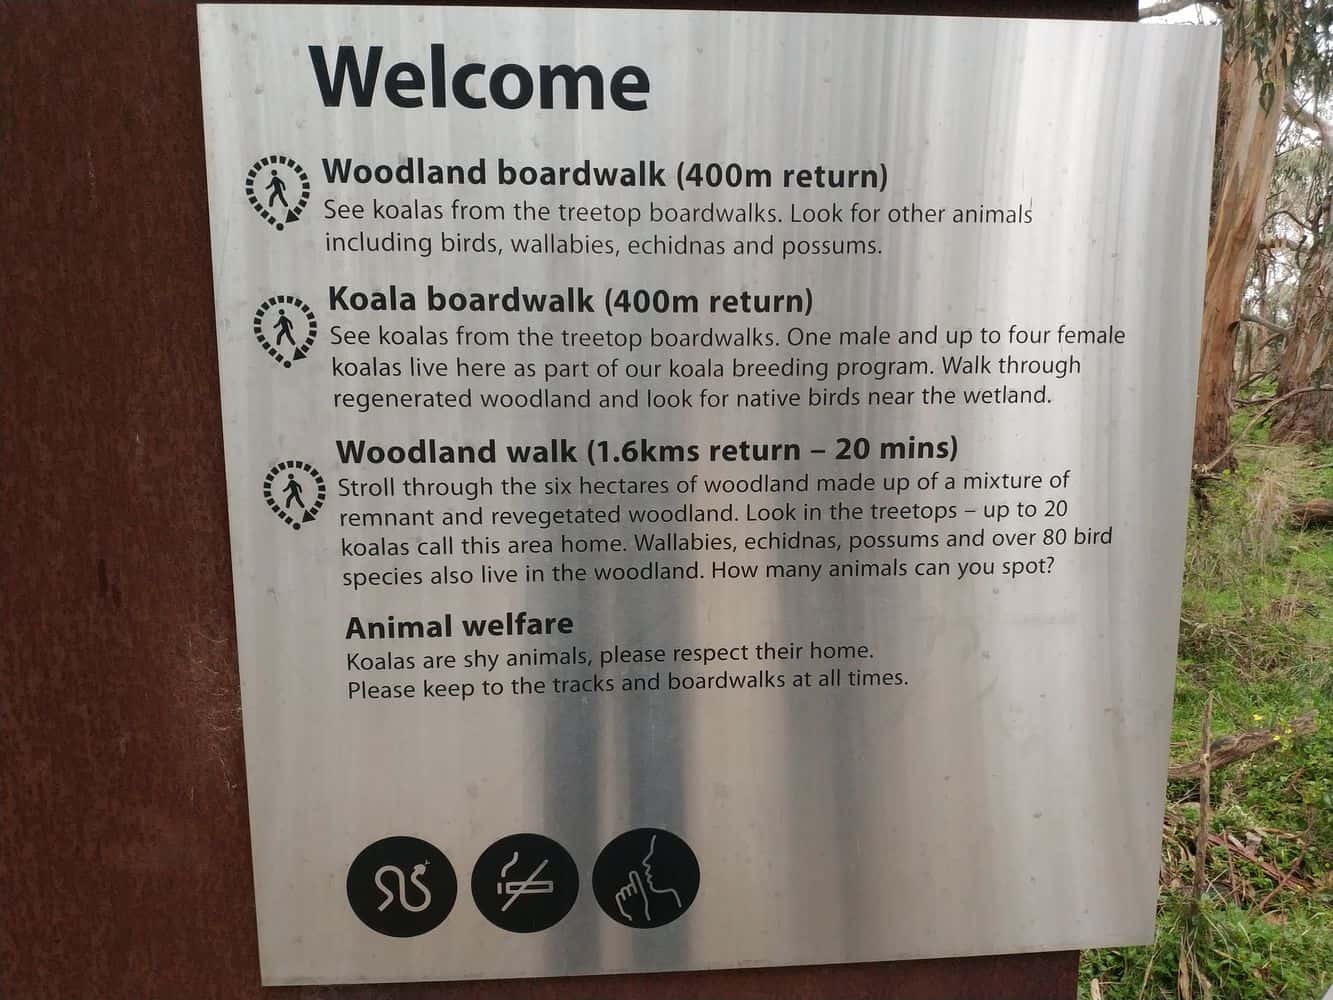 Welcome
Woodland boardwalk (400m return)
See koalas from the treetop boardwalks. Look for other animals
including birds, wallabies, echidnas and possums.
Koala boardwalk (400m return)
See koalas from the treetop boardwalks. One male and up to four female
koalas live here as part of our koala breeding program. Walk through
regenerated woodland and look for native birds near the wetland.
Woodland walk (1.6kms return – 20 mins)
Stroll through the six hectares of woodland made up of a mixture of
remnant and revegetated woodland. Look in the treetops – up to 20
koalas call this area home. Wallabies, echidnas, possums and over 80 bird
species also live in the woodland. How many animals can you spot?
Animal welfare
Koalas are shy animals, please respect their home.
Please keep to the tracks and boardwalks at all times.